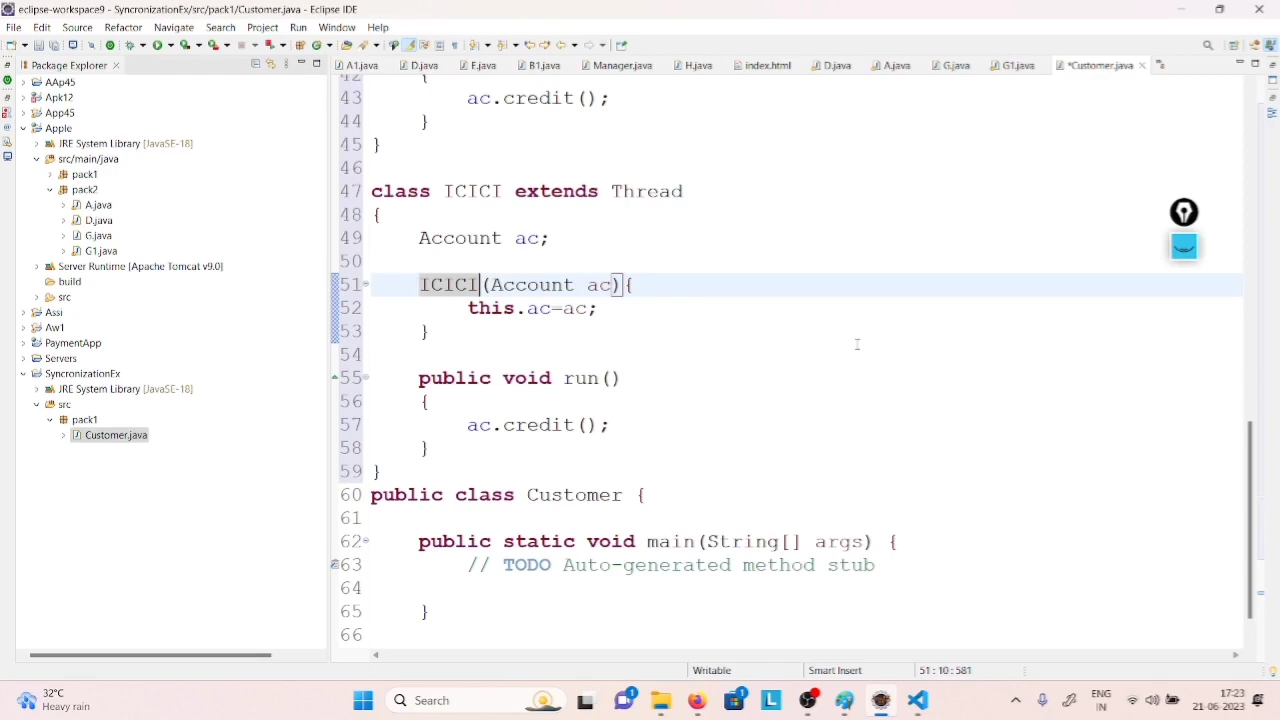 eclipse-workspace9 - SyncronizationEx/src/pack1/Customer.java - Eclipse IDE
File Edit Source Refactor Navigate Search Project Run Window Help
Package Explorer
A1.java D.java E.java B1.java Manager.java H.java index.html D.java A.java G.java G1.java *Customer.java
AAp45
Apk12
App45
Apple
JRE System Library [JavaSE-18]
src/main/java
pack1
pack2
A.java
D.java
G.java
G1.java
Server Runtime [Apache Tomcat v9.0]
build
src
Assi
Aw1
PaymentApp
Servers
SyncronizationEx
JRE System Library [JavaSE-18]
src
pack1
Customer.java
42 {
43 ac.credit();
44 }
45 }
46
47 class ICICI extends Thread
48 {
49 Account ac;
50
51 ICICI(Account ac){
52 this.ac=ac;
53 }
54
55 public void run()
56 {
57 ac.credit();
58 }
59 }
60 public class Customer {
61
62 public static void main(String[] args) {
63 // TODO Auto-generated method stub
64
65 }
66
Writable Smart Insert 51 : 10 : 581
32°C
Heavy rain
Search
1
1
ENG
IN
17:23
21-06-2023